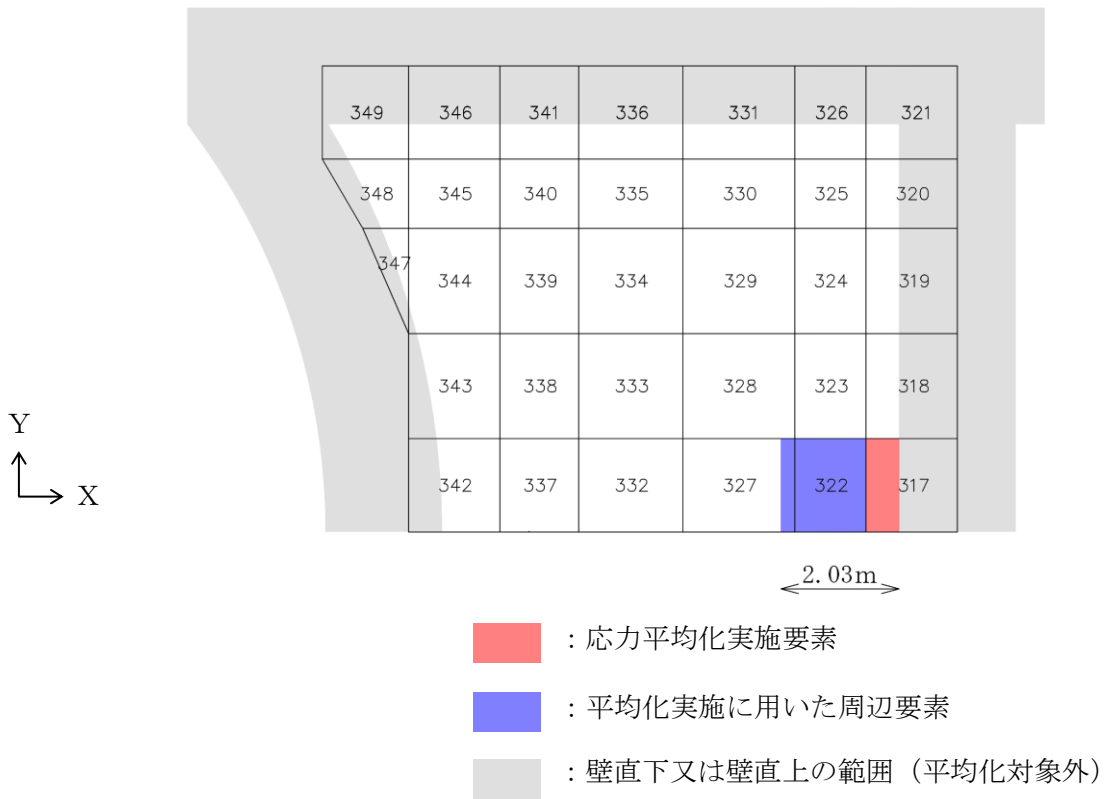 349 346 341 336 331 326 321
348 345 340 335 330 325 320
347 344 339 334 329 324 319
343 338 333 328 323 318
342 337 332 327 322 317
Y
X
2.03m
：応力平均化実施要素
：平均化実施に用いた周辺要素
：壁直下又は壁直上の範囲（平均化対象外）